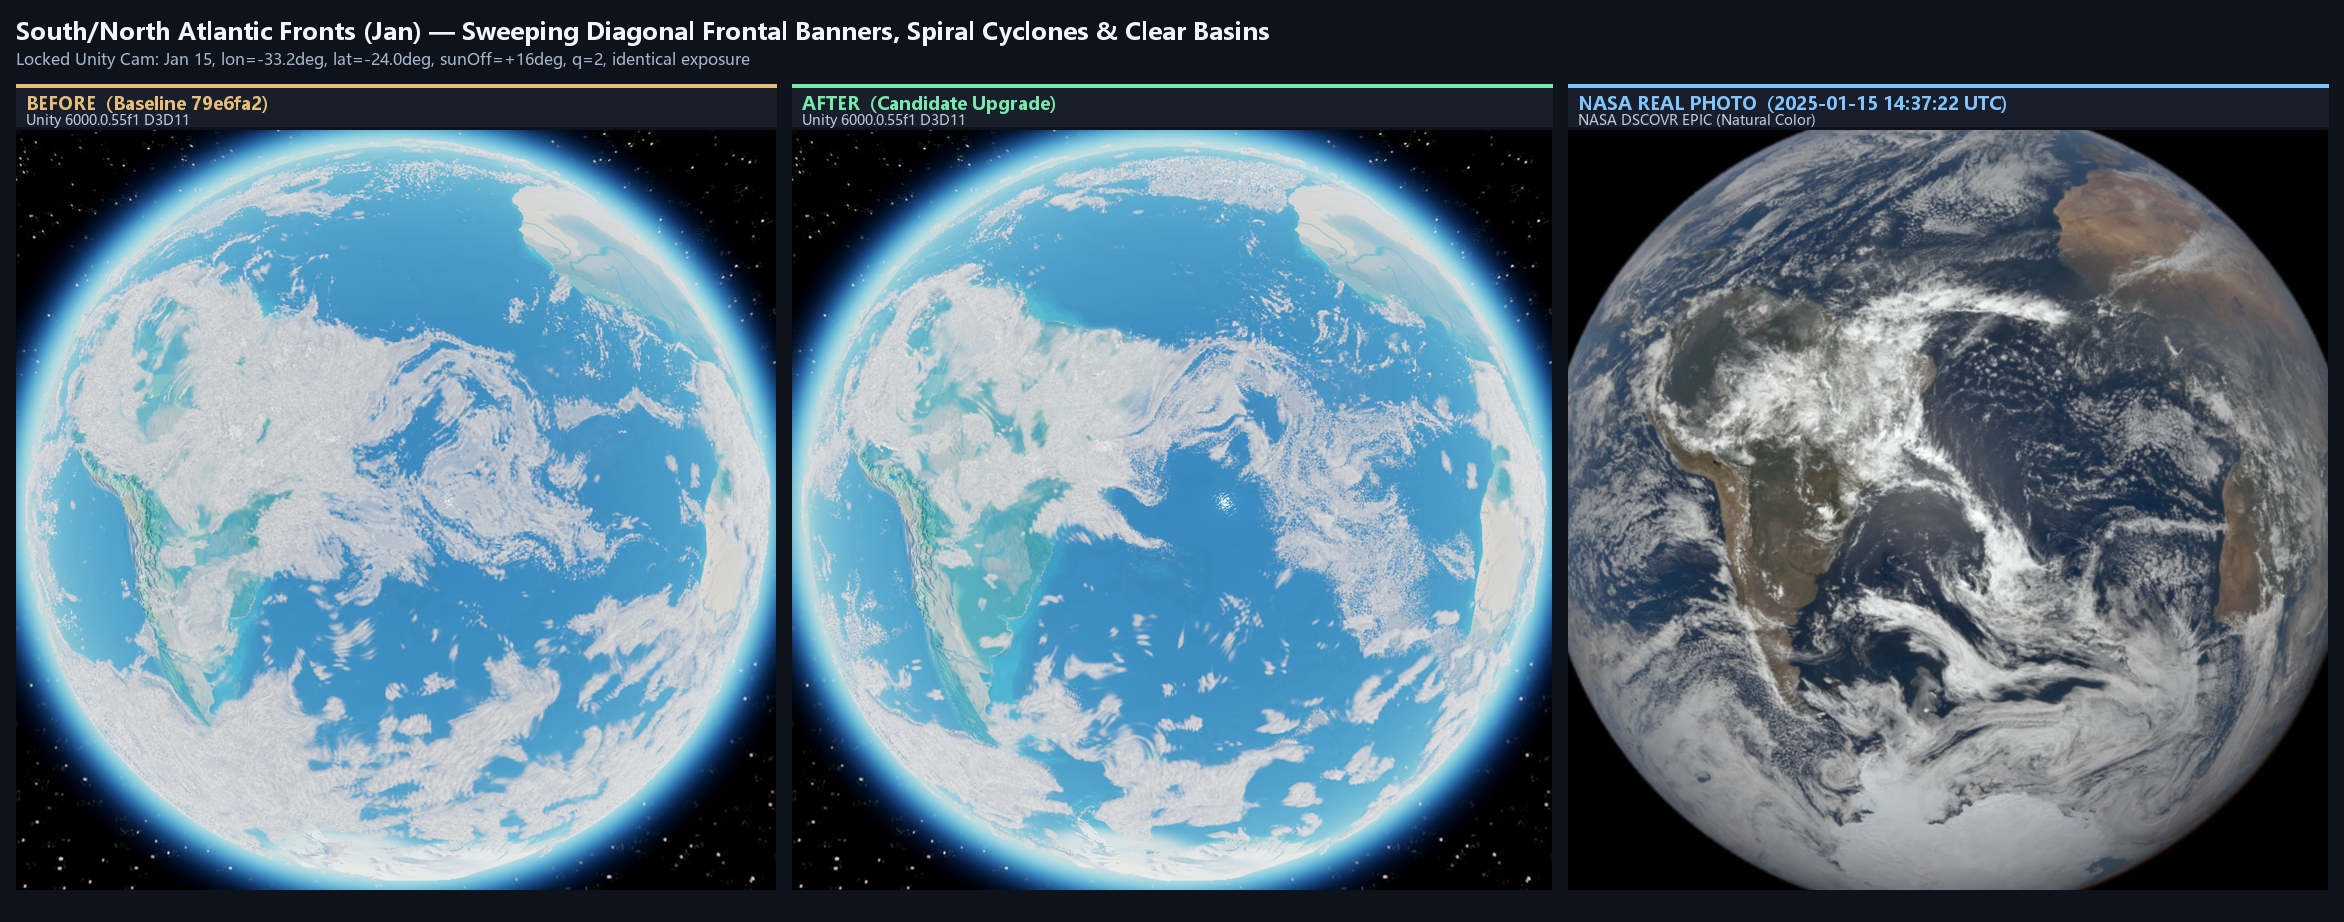 South/North Atlantic Fronts (Jan) — Sweeping Diagonal Frontal Banners, Spiral Cyclones & Clear Basins
Locked Unity Cam: Jan 15, lon=-33.2deg, lat=-24.0deg, sunOff=+16deg, q=2, identical exposure
BEFORE (Baseline 79e6fa2)
Unity 6000.0.55f1 D3D11
AFTER (Candidate Upgrade)
Unity 6000.0.55f1 D3D11
NASA REAL PHOTO (2025-01-15 14:37:22 UTC)
NASA DSCOVR EPIC (Natural Color)